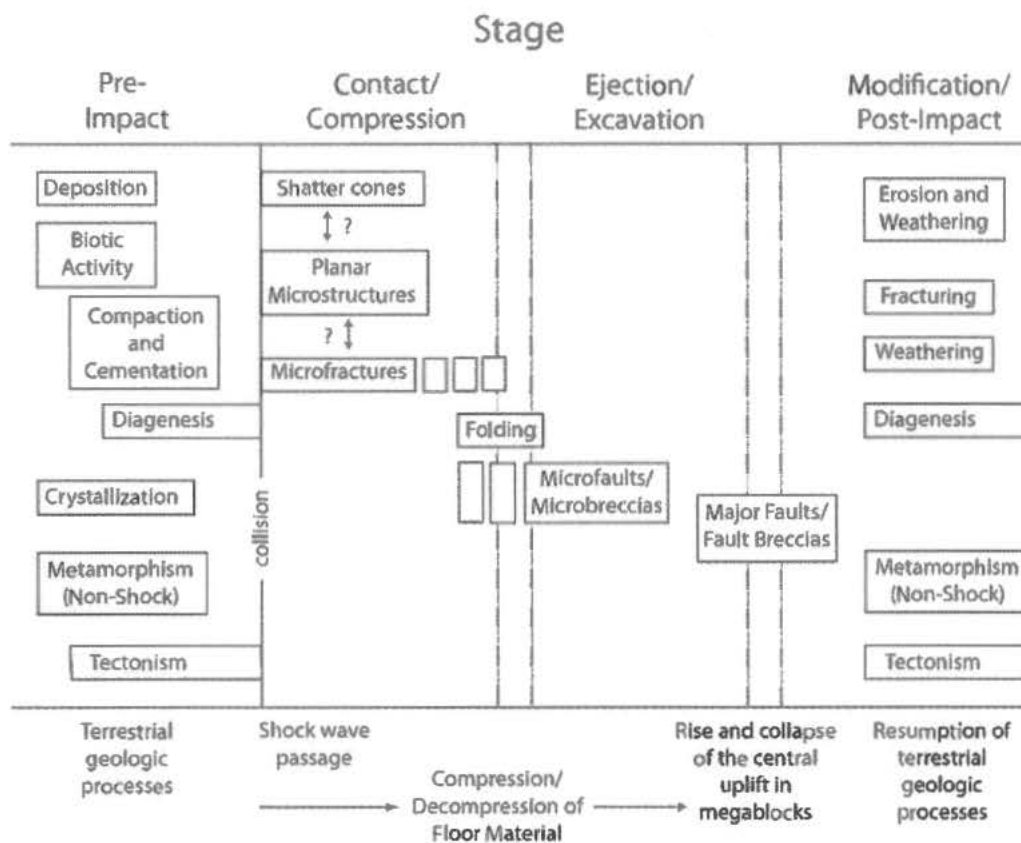 Stage
Pre-
Impact
Contact/
Compression
Ejection/
Excavation
Modification/
Post-Impact
Deposition
Biotic
Activity
Compaction
and
Cementation
Diagenesis
Crystallization
Metamorphism
(Non-Shock)
Tectonism
collision
Shatter cones
?
Planar
Microstructures
?
Microfractures
Folding
Microfaults/
Microbreccias
Major Faults/
Fault Breccias
Erosion and
Weathering
Fracturing
Weathering
Diagenesis
Metamorphism
(Non-Shock)
Tectonism
Terrestrial
geologic
processes
Shock wave
passage
Compression/
Decompression of
Floor Material
Rise and collapse
of the central
uplift in
megablocks
Resumption of
terrestrial
geologic
processes